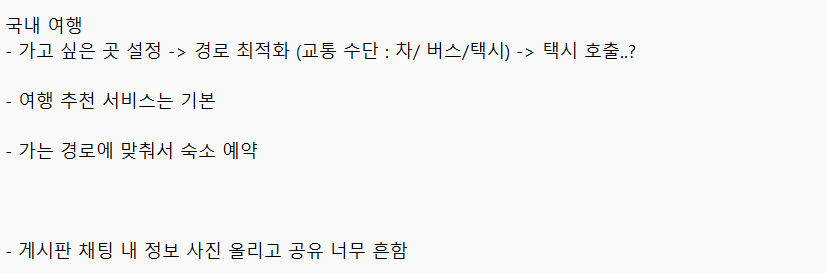 국내 여행
- 가고 싶은 곳 설정 -> 경로 최적화 (교통 수단 : 차/ 버스/택시) -> 택시 호출..?
- 여행 추천 서비스는 기본
- 가는 경로에 맞춰서 숙소 예약
- 게시판 채팅 내 정보 사진 올리고 공유 너무 흔함